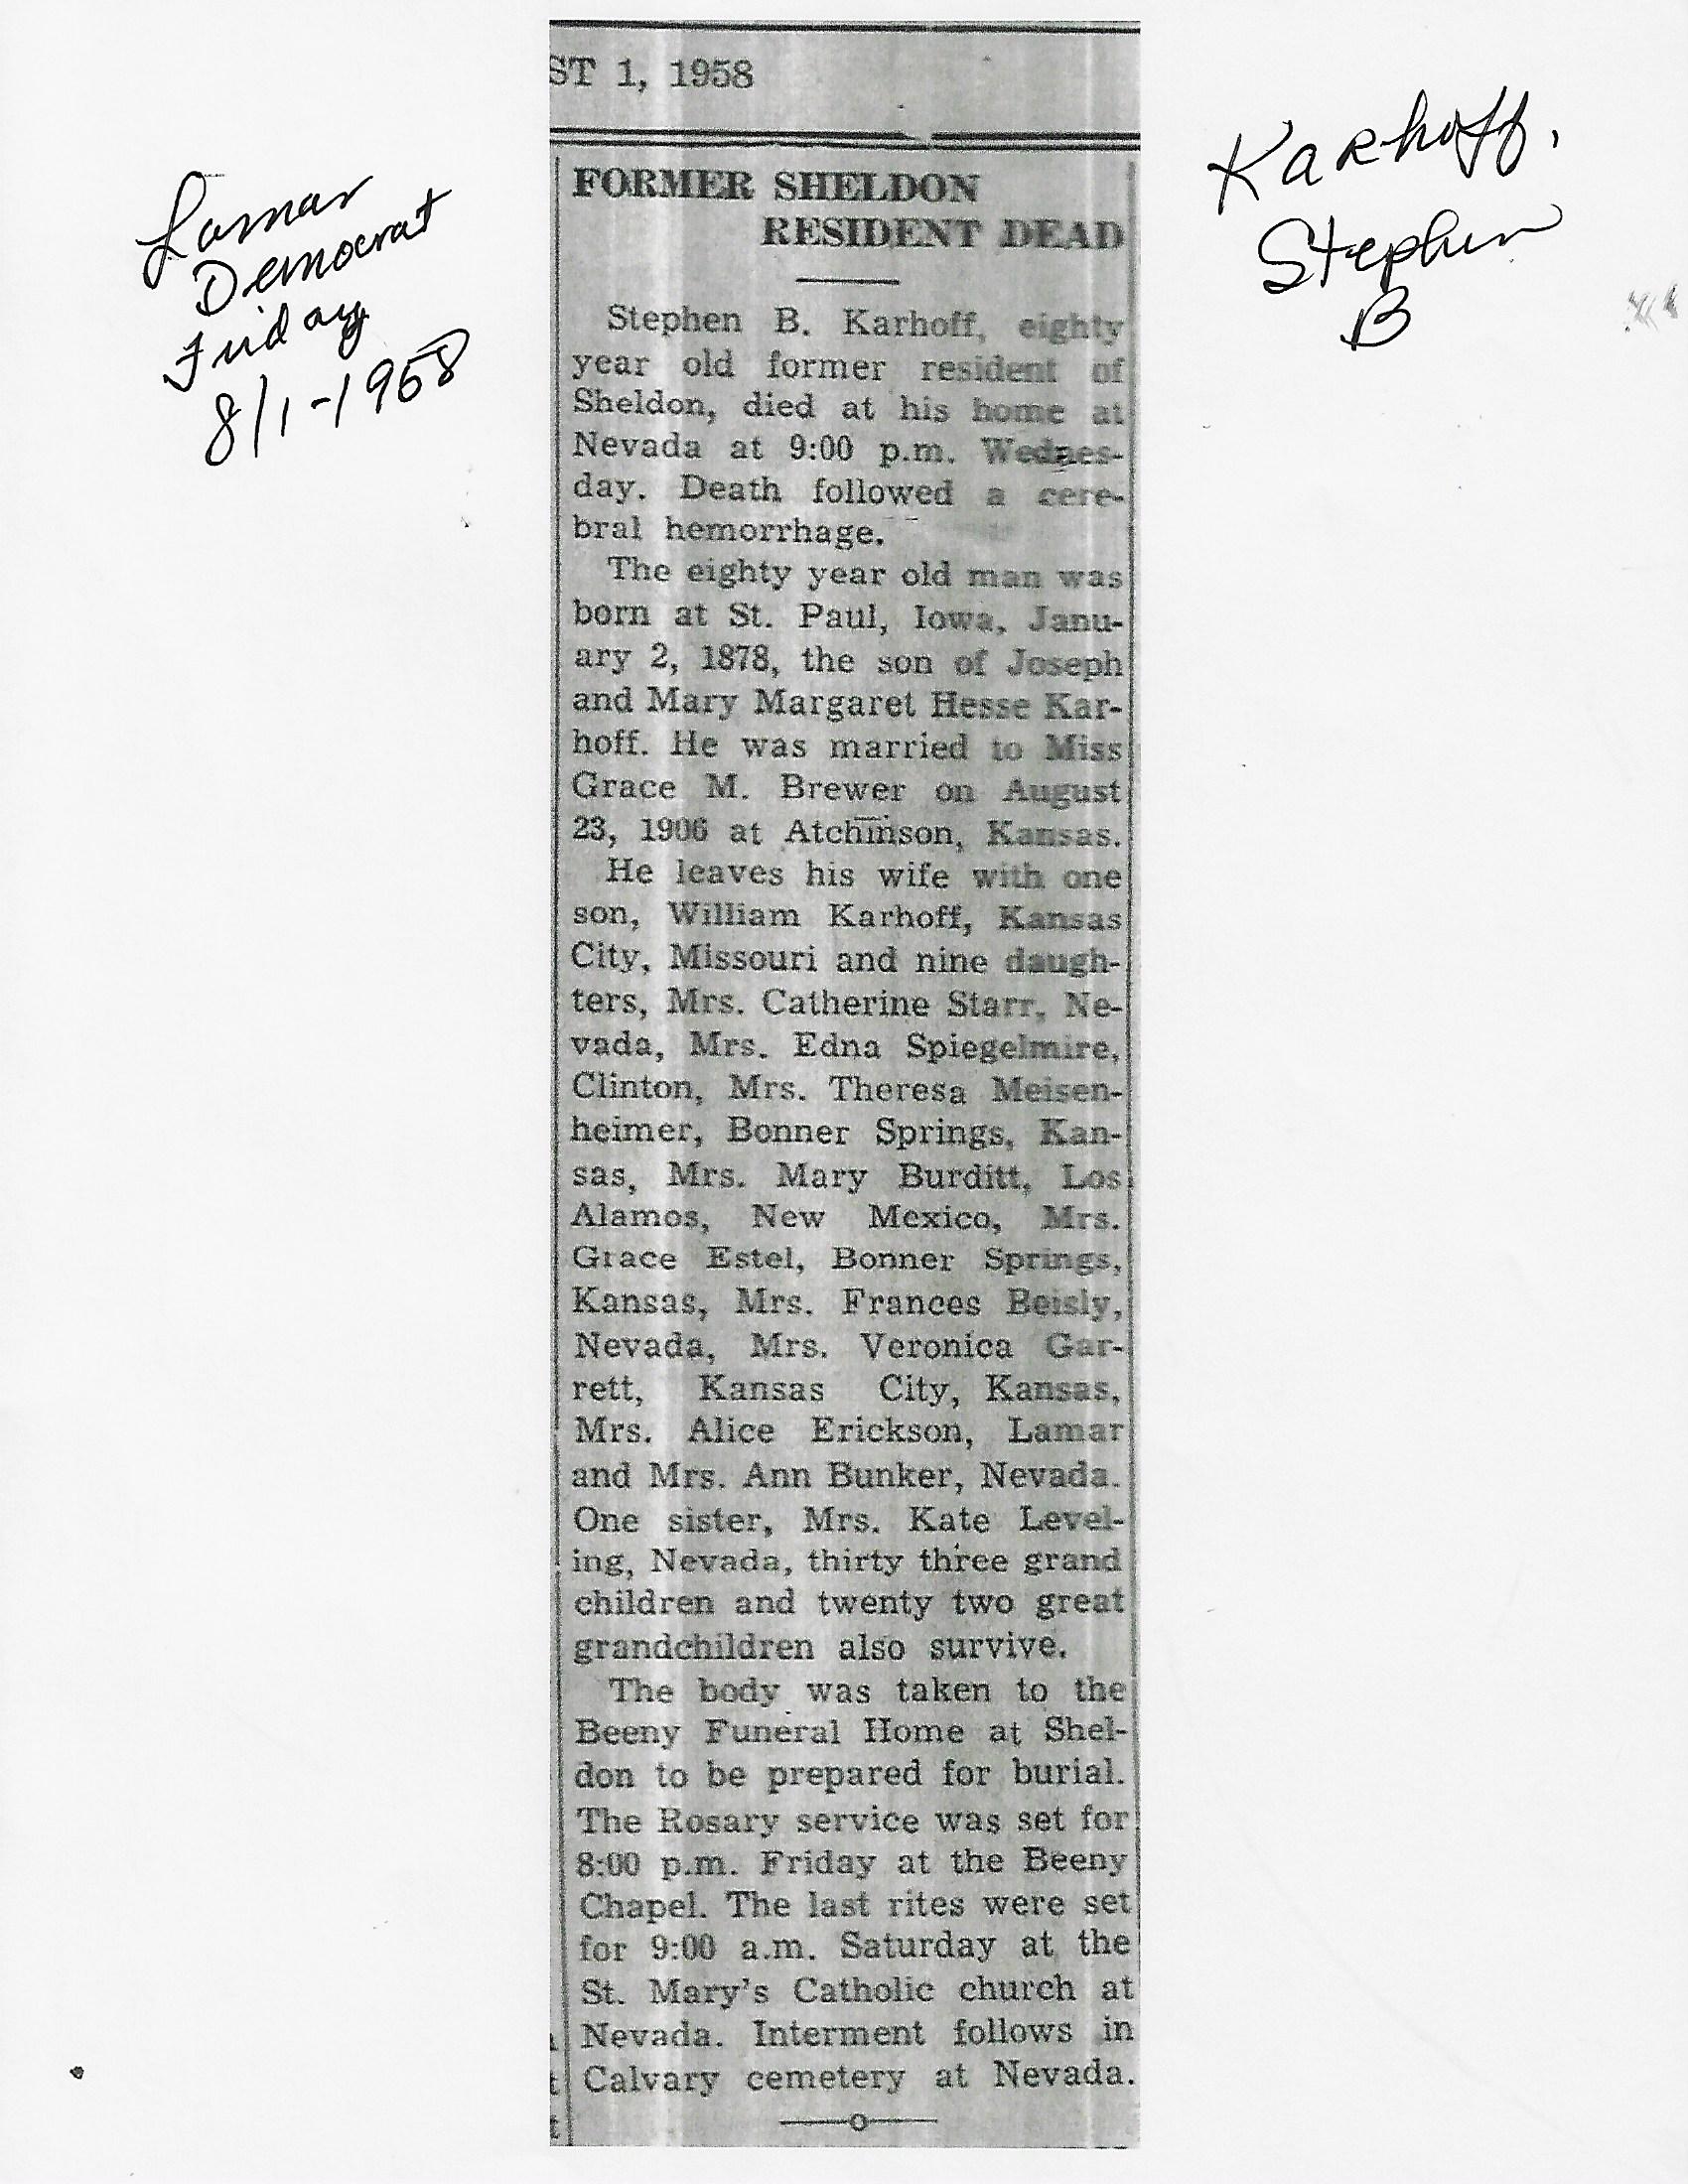 ST 1, 1958
Lamar
Democrat
Friday
8/1-1958
Karhoff,
Stephen
B
FORMER SHELDON
RESIDENT DEAD
Stephen B. Karhoff, eighty
year old former resident of
Sheldon, died at his home at
Nevada at 9:00 p.m. Wednes-
day. Death followed a cere-
bral hemorrhage.
The eighty year old man was
born at St. Paul, Iowa, Janu-
ary 2, 1878, the son of Joseph
and Mary Margaret Hesse Kar-
hoff. He was married to Miss
Grace M. Brewer on August
23, 1906 at Atchinson, Kansas.
He leaves his wife with one
son, William Karhoff, Kansas
City, Missouri and nine daugh-
ters, Mrs. Catherine Starr, Ne-
vada, Mrs. Edna Spiegelmire,
Clinton, Mrs. Theresa Meisen-
heimer, Bonner Springs, Kan-
sas, Mrs. Mary Burditt, Los
Alamos, New Mexico, Mrs.
Grace Estel, Bonner Springs,
Kansas, Mrs. Frances Beisly,
Nevada, Mrs. Veronica Gar-
rett, Kansas City, Kansas,
Mrs. Alice Erickson, Lamar
and Mrs. Ann Bunker, Nevada.
One sister, Mrs. Kate Level-
ing, Nevada, thirty three grand
children and twenty two great
grandchildren also survive.
The body was taken to the
Beeny Funeral Home at Shel-
don to be prepared for burial.
The Rosary service was set for
8:00 p.m. Friday at the Beeny
Chapel. The last rites were set
for 9:00 a.m. Saturday at the
St. Mary's Catholic church at
Nevada. Interment follows in
Calvary cemetery at Nevada.